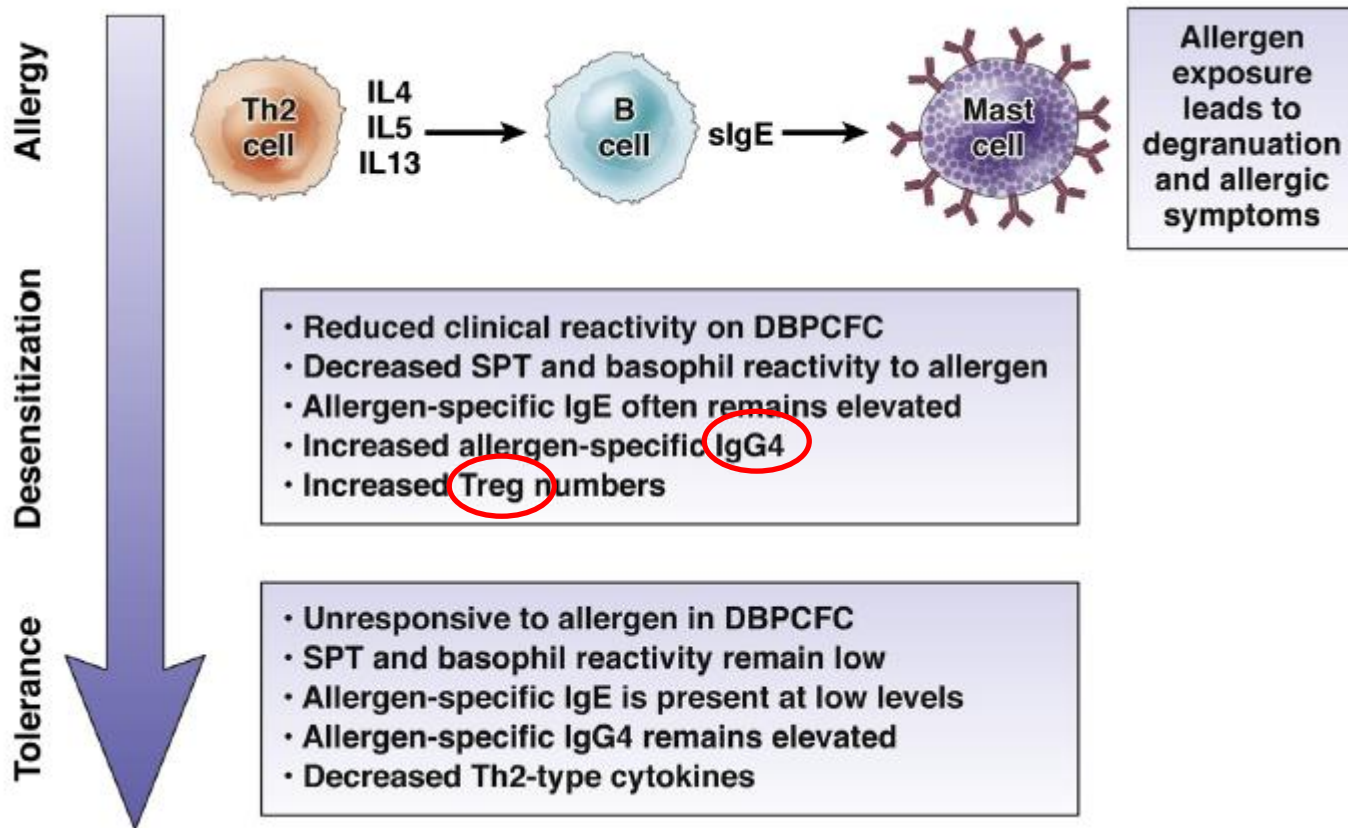 Allergy
Th2
cell
IL4
IL5
IL13
B
cell
sIgE
Mast
cell
Allergen
exposure
leads to
degranuation
and allergic
symptoms
Desensitization
· Reduced clinical reactivity on DBPCFC
· Decreased SPT and basophil reactivity to allergen
· Allergen-specific IgE often remains elevated
· Increased allergen-specific IgG4
· Increased Treg numbers
Tolerance
· Unresponsive to allergen in DBPCFC
· SPT and basophil reactivity remain low
· Allergen-specific IgE is present at low levels
· Allergen-specific IgG4 remains elevated
· Decreased Th2-type cytokines